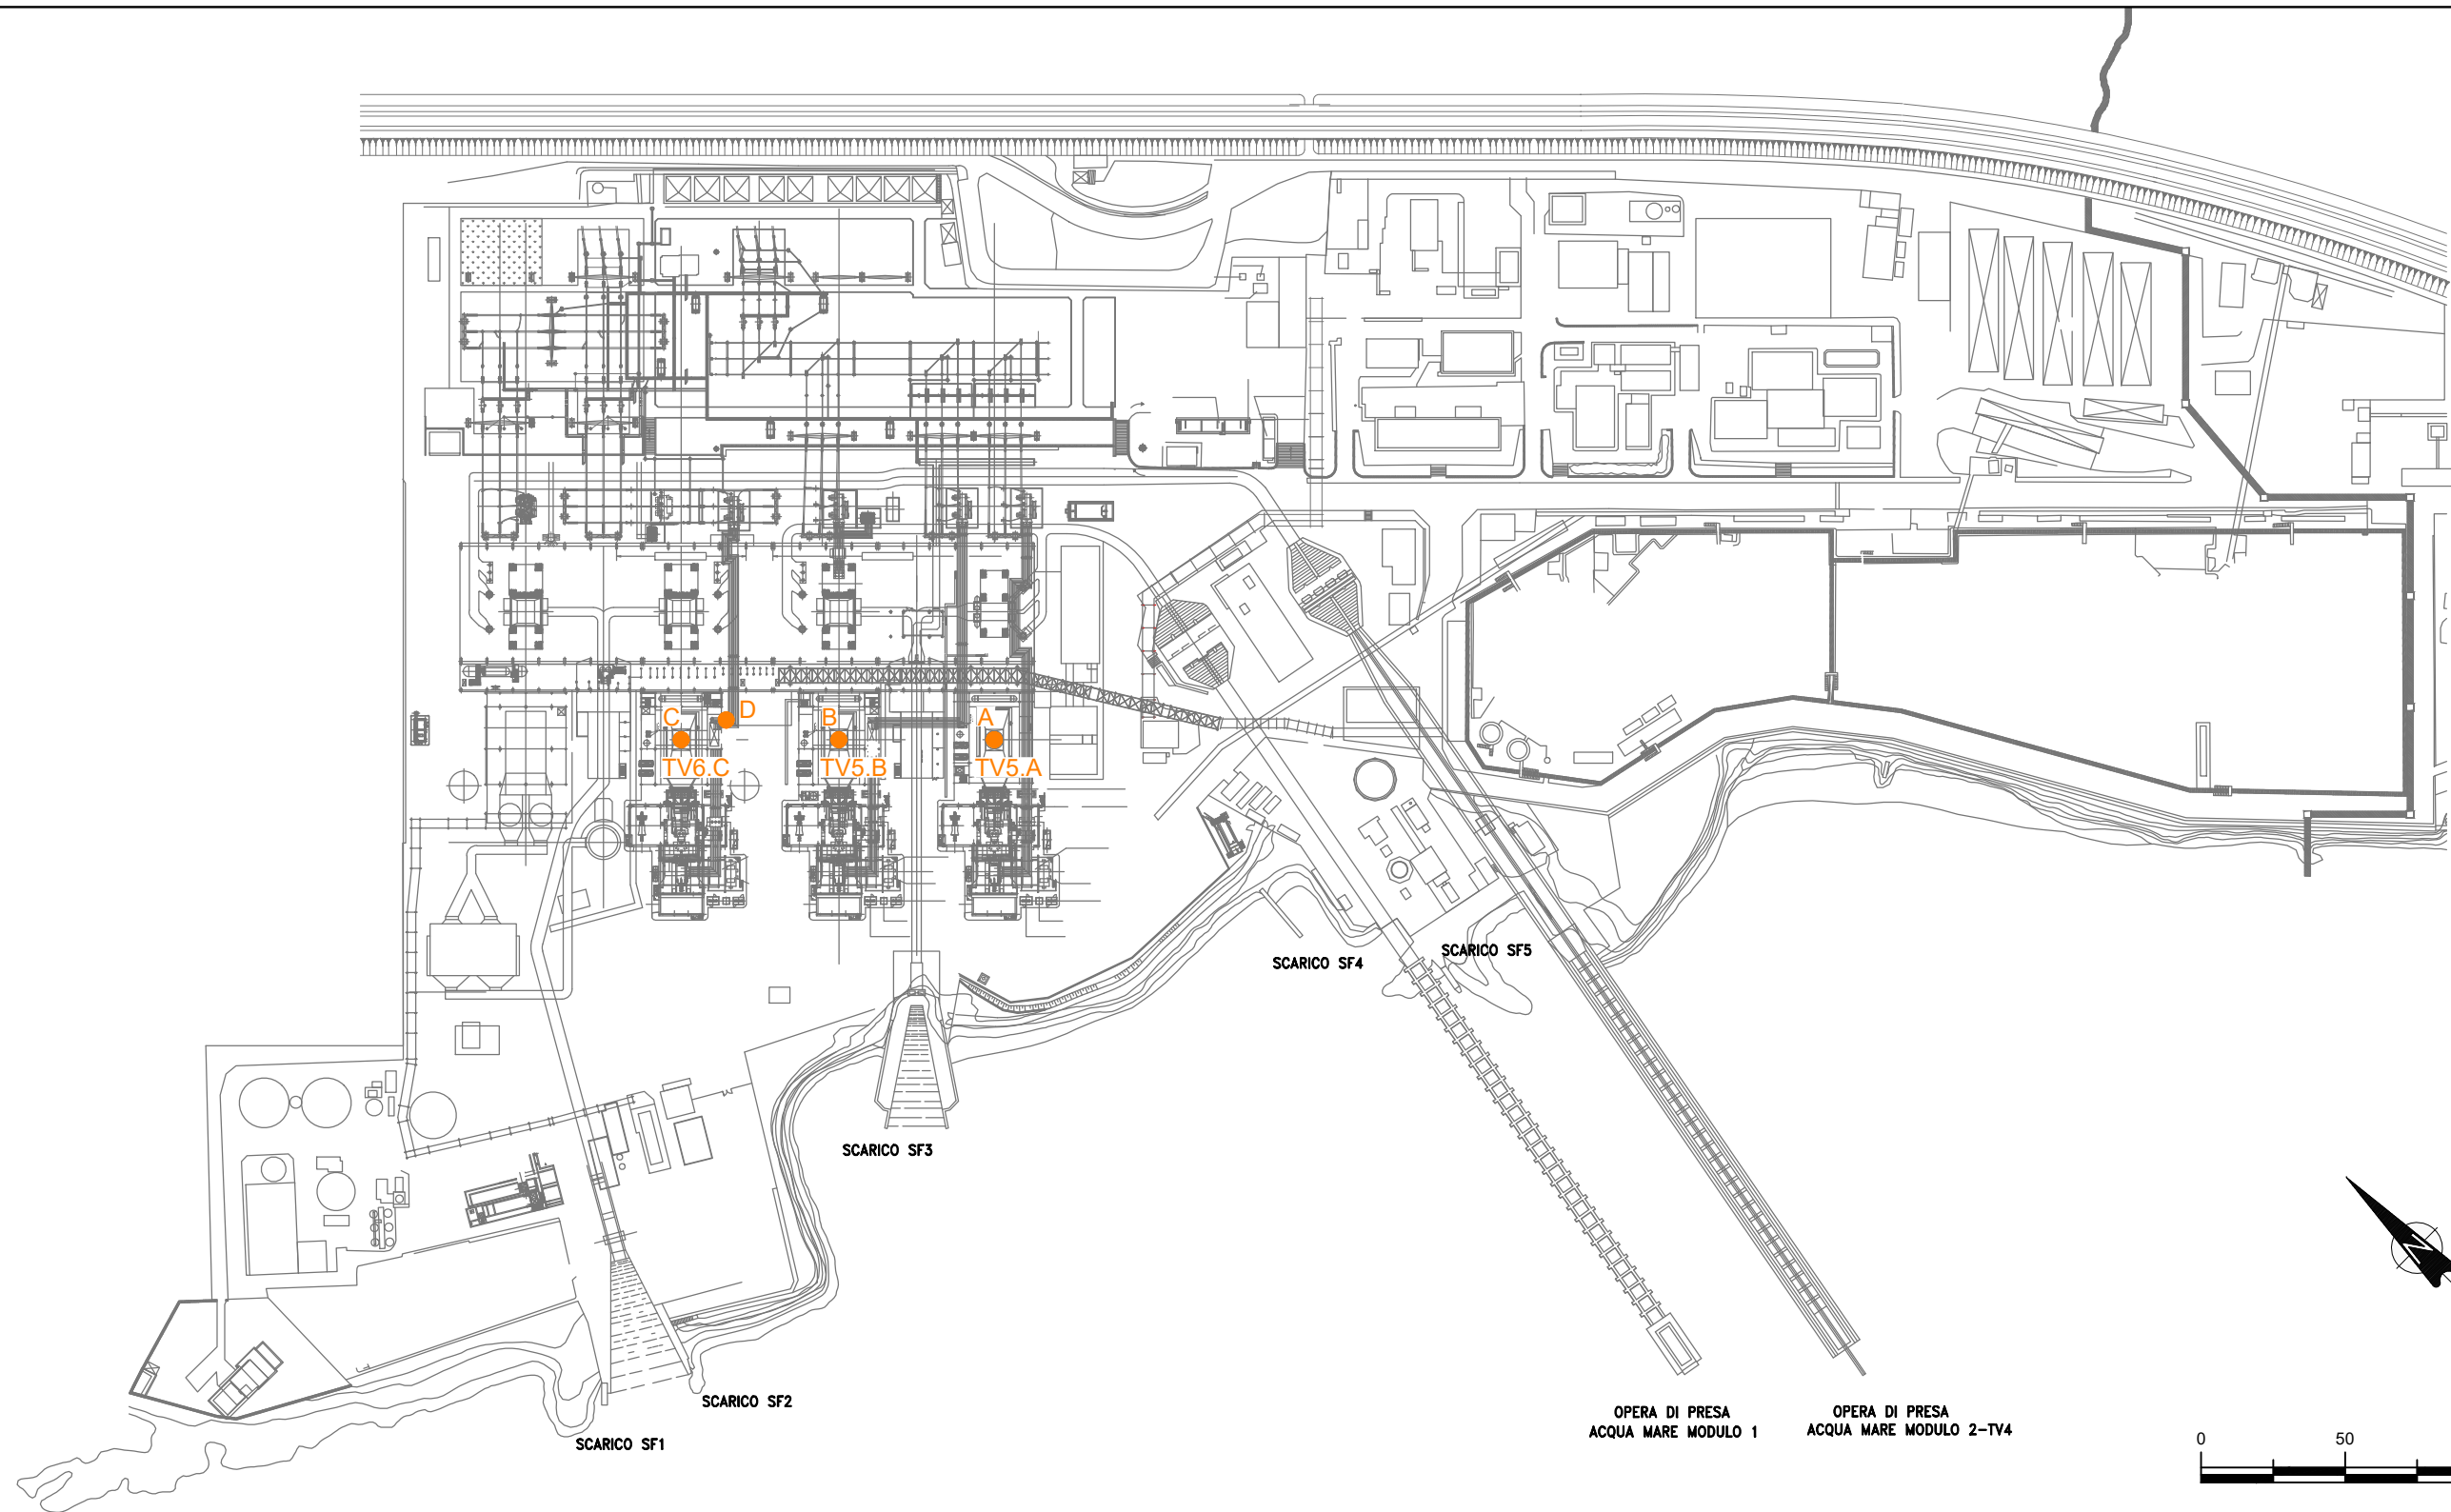 C
D
B
A
TV6.C
TV5.B
TV5.A
SCARICO SF4
SCARICO SF5
SCARICO SF3
SCARICO SF2
SCARICO SF1
OPERA DI PRESA
ACQUA MARE MODULO 1
OPERA DI PRESA
ACQUA MARE MODULO 2-TV4
N
0 50